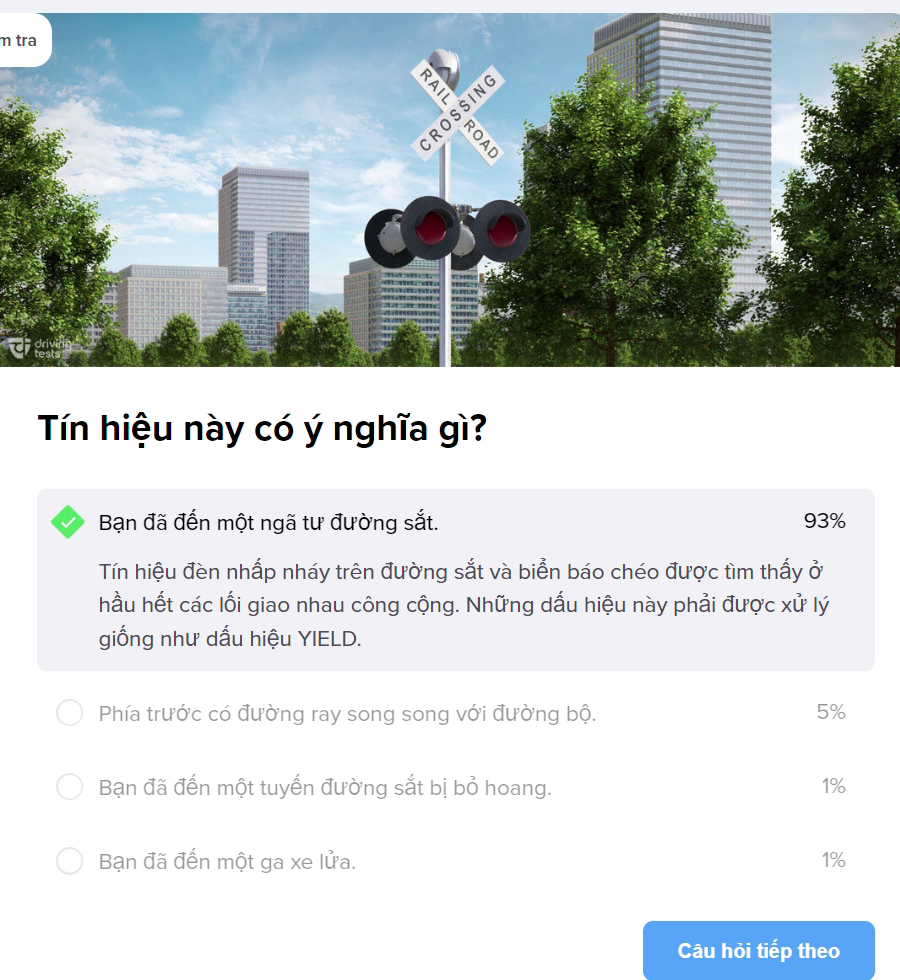 m tra
RAIL CROSSING ROAD
driving
tests
Tín hiệu này có ý nghĩa gì?
Bạn đã đến một ngã tư đường sắt.
93%
Tín hiệu đèn nhấp nháy trên đường sắt và biển báo chéo được tìm thấy ở
hầu hết các lối giao nhau công cộng. Những dấu hiệu này phải được xử lý
giống như dấu hiệu YIELD.
Phía trước có đường ray song song với đường bộ.
5%
Bạn đã đến một tuyến đường sắt bị bỏ hoang.
1%
Bạn đã đến một ga xe lửa.
1%
Câu hỏi tiếp theo